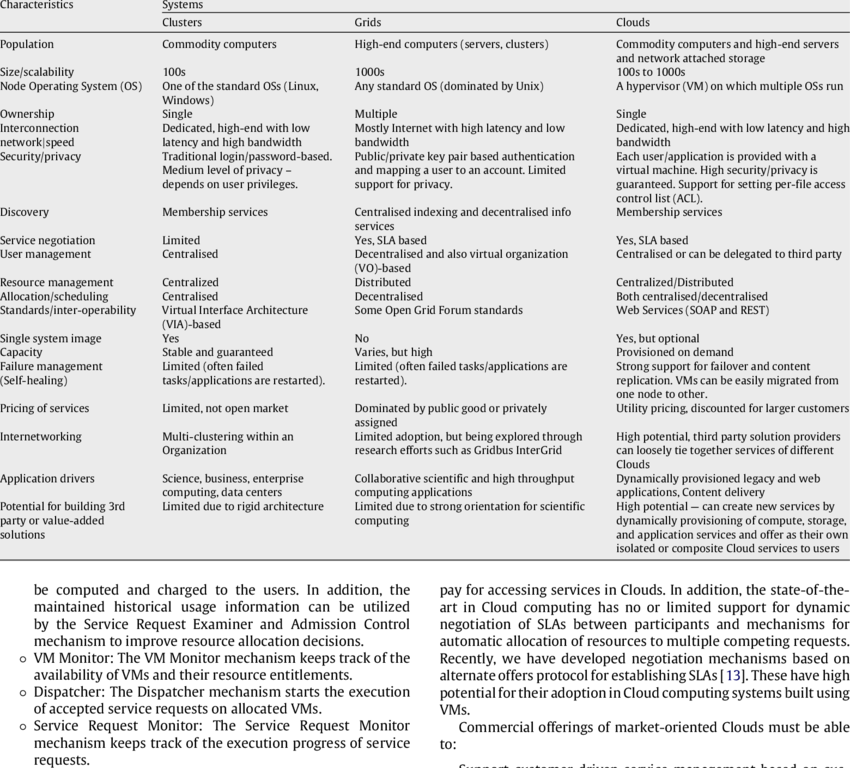 Characteristics Systems
Clusters Grids Clouds
Population Commodity computers High-end computers (servers, clusters) Commodity computers and high-end servers
and network attached storage
Size/scalability 100s 1000s 100s to 1000s
Node Operating System (OS) One of the standard OSs (Linux, Any standard OS (dominated by Unix) A hypervisor (VM) on which multiple OSs run
Windows)
Ownership Single Multiple Single
Interconnection Dedicated, high-end with low Mostly Internet with high latency and low Dedicated, high-end with low latency and high
network|speed latency and high bandwidth bandwidth bandwidth
Security/privacy Traditional login/password-based. Public/private key pair based authentication Each user/application is provided with a
Medium level of privacy – and mapping a user to an account. Limited virtual machine. High security/privacy is
depends on user privileges. support for privacy. guaranteed. Support for setting per-file access
control list (ACL).
Discovery Membership services Centralised indexing and decentralised info Membership services
services
Service negotiation Limited Yes, SLA based Yes, SLA based
User management Centralised Decentralised and also virtual organization Centralised or can be delegated to third party
(VO)-based
Resource management Centralized Distributed Centralized/Distributed
Allocation/scheduling Centralised Decentralised Both centralised/decentralised
Standards/inter-operability Virtual Interface Architecture Some Open Grid Forum standards Web Services (SOAP and REST)
(VIA)-based
Single system image Yes No Yes, but optional
Capacity Stable and guaranteed Varies, but high Provisioned on demand
Failure management Limited (often failed Limited (often failed tasks/applications are Strong support for failover and content
(Self-healing) tasks/applications are restarted). restarted). replication. VMs can be easily migrated from
one node to other.
Pricing of services Limited, not open market Dominated by public good or privately Utility pricing, discounted for larger customers
assigned
Internetworking Multi-clustering within an Limited adoption, but being explored through High potential, third party solution providers
Organization research efforts such as Gridbus InterGrid can loosely tie together services of different
Clouds
Application drivers Science, business, enterprise Collaborative scientific and high throughput Dynamically provisioned legacy and web
computing, data centers computing applications applications, Content delivery
Potential for building 3rd Limited due to rigid architecture Limited due to strong orientation for scientific High potential — can create new services by
party or value-added computing dynamically provisioning of compute, storage,
solutions and application services and offer as their own
isolated or composite Cloud services to users
be computed and charged to the users. In addition, the
maintained historical usage information can be utilized
by the Service Request Examiner and Admission Control
mechanism to improve resource allocation decisions.
○ VM Monitor: The VM Monitor mechanism keeps track of the
availability of VMs and their resource entitlements.
○ Dispatcher: The Dispatcher mechanism starts the execution
of accepted service requests on allocated VMs.
○ Service Request Monitor: The Service Request Monitor
mechanism keeps track of the execution progress of service
requests.
pay for accessing services in Clouds. In addition, the state-of-the-
art in Cloud computing has no or limited support for dynamic
negotiation of SLAs between participants and mechanisms for
automatic allocation of resources to multiple competing requests.
Recently, we have developed negotiation mechanisms based on
alternate offers protocol for establishing SLAs [13]. These have high
potential for their adoption in Cloud computing systems built using
VMs.
Commercial offerings of market-oriented Clouds must be able
to: